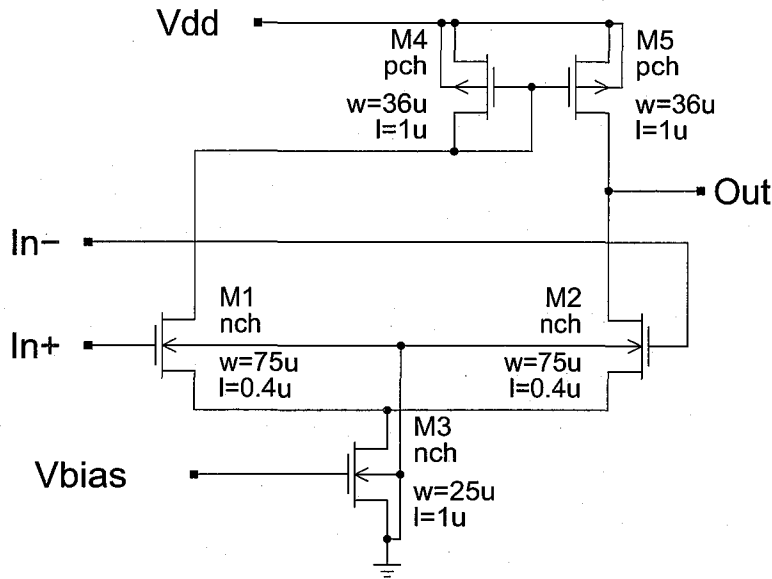 Vdd
M4
pch
w=36u
l=1u
M5
pch
w=36u
l=1u
Out
In−
M1
nch
w=75u
l=0.4u
M2
nch
w=75u
l=0.4u
In+
M3
nch
w=25u
l=1u
Vbias